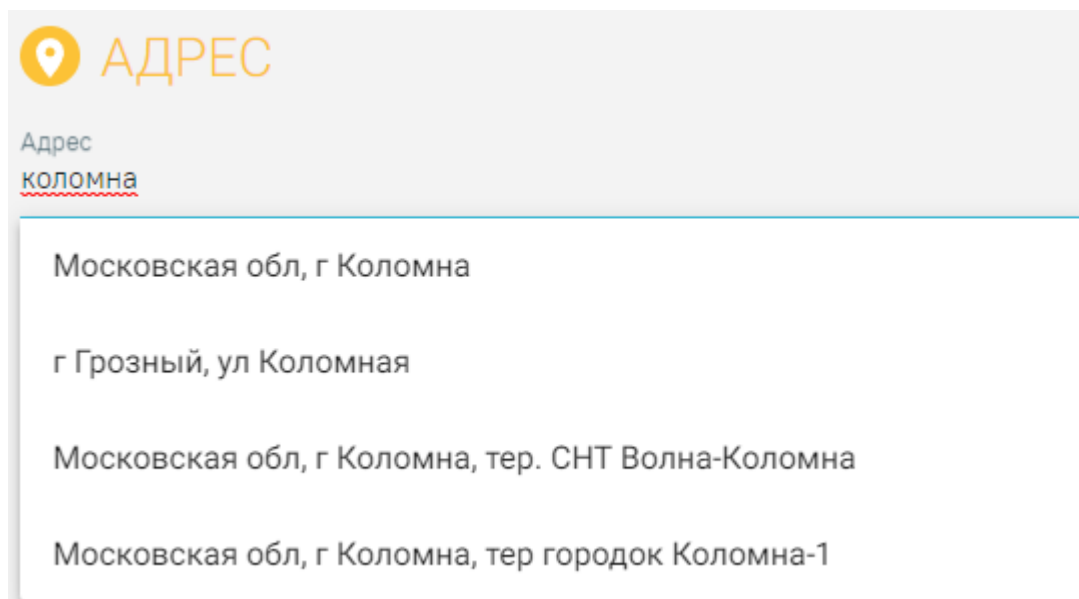 АДРЕС
Адрес
коломна
Московская обл, г Коломна
г Грозный, ул Коломная
Московская обл, г Коломна, тер. СНТ Волна-Коломна
Московская обл, г Коломна, тер городок Коломна-1